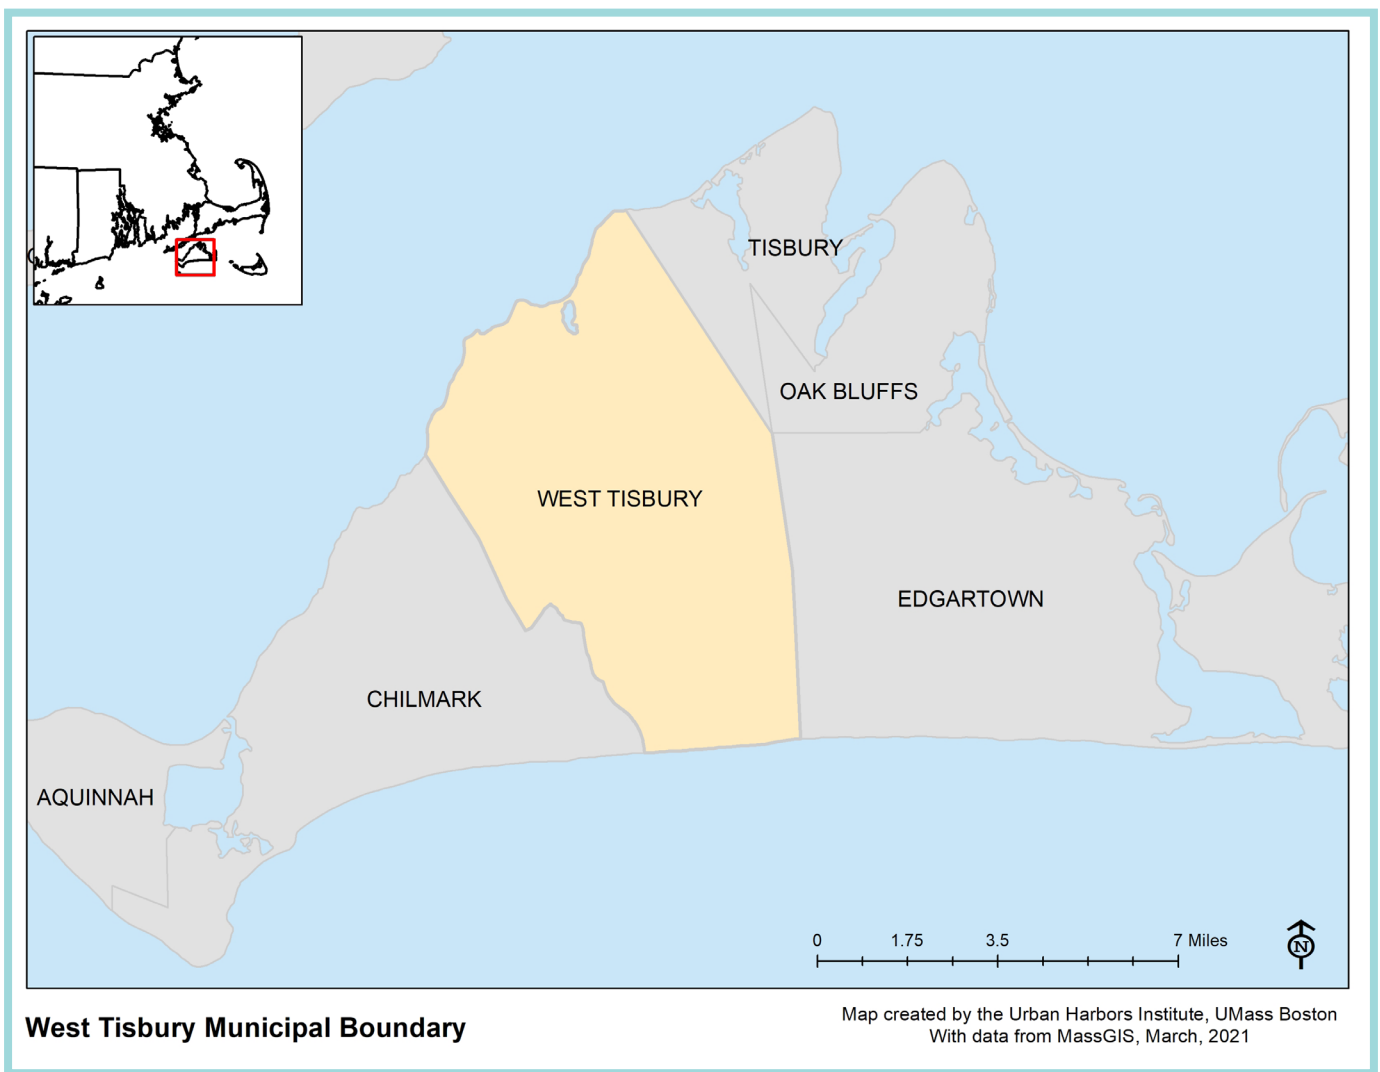 TISBURY
OAK BLUFFS
WEST TISBURY
EDGARTOWN
CHILMARK
AQUINNAH
0 1.75 3.5 7 Miles
N
West Tisbury Municipal Boundary
Map created by the Urban Harbors Institute, UMass Boston
With data from MassGIS, March, 2021